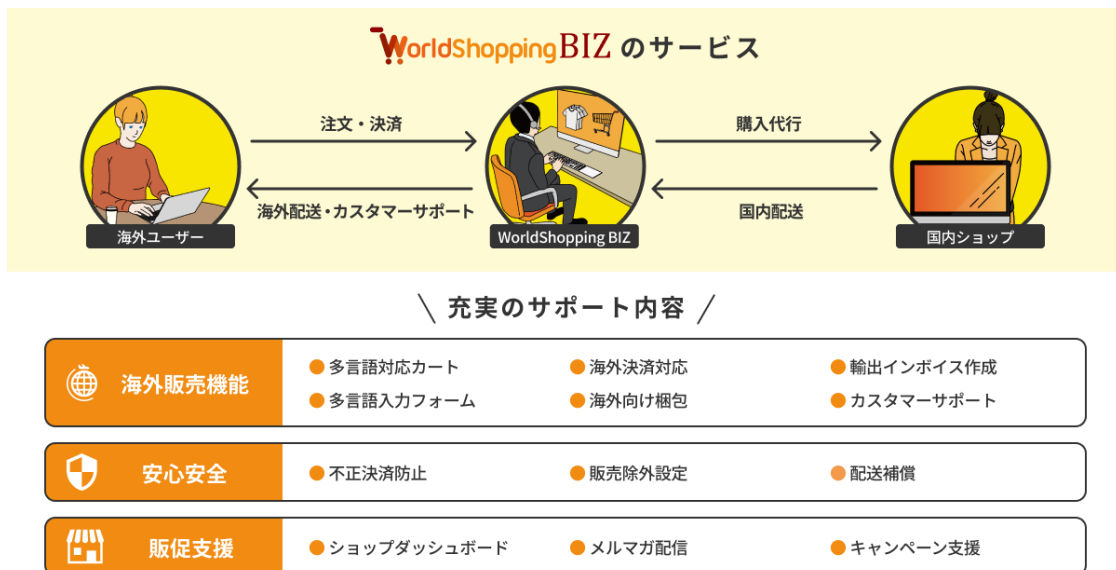 WorldShopping BIZ のサービス
注文・決済
購入代行
海外配送・カスタマーサポート
国内配送
海外ユーザー
WorldShopping BIZ
国内ショップ
充実のサポート内容
海外販売機能
多言語対応カート
海外決済対応
輸出インボイス作成
多言語入力フォーム
海外向け梱包
カスタマーサポート
安心安全
不正決済防止
販売除外設定
配送補償
販促支援
ショップダッシュボード
メルマガ配信
キャンペーン支援